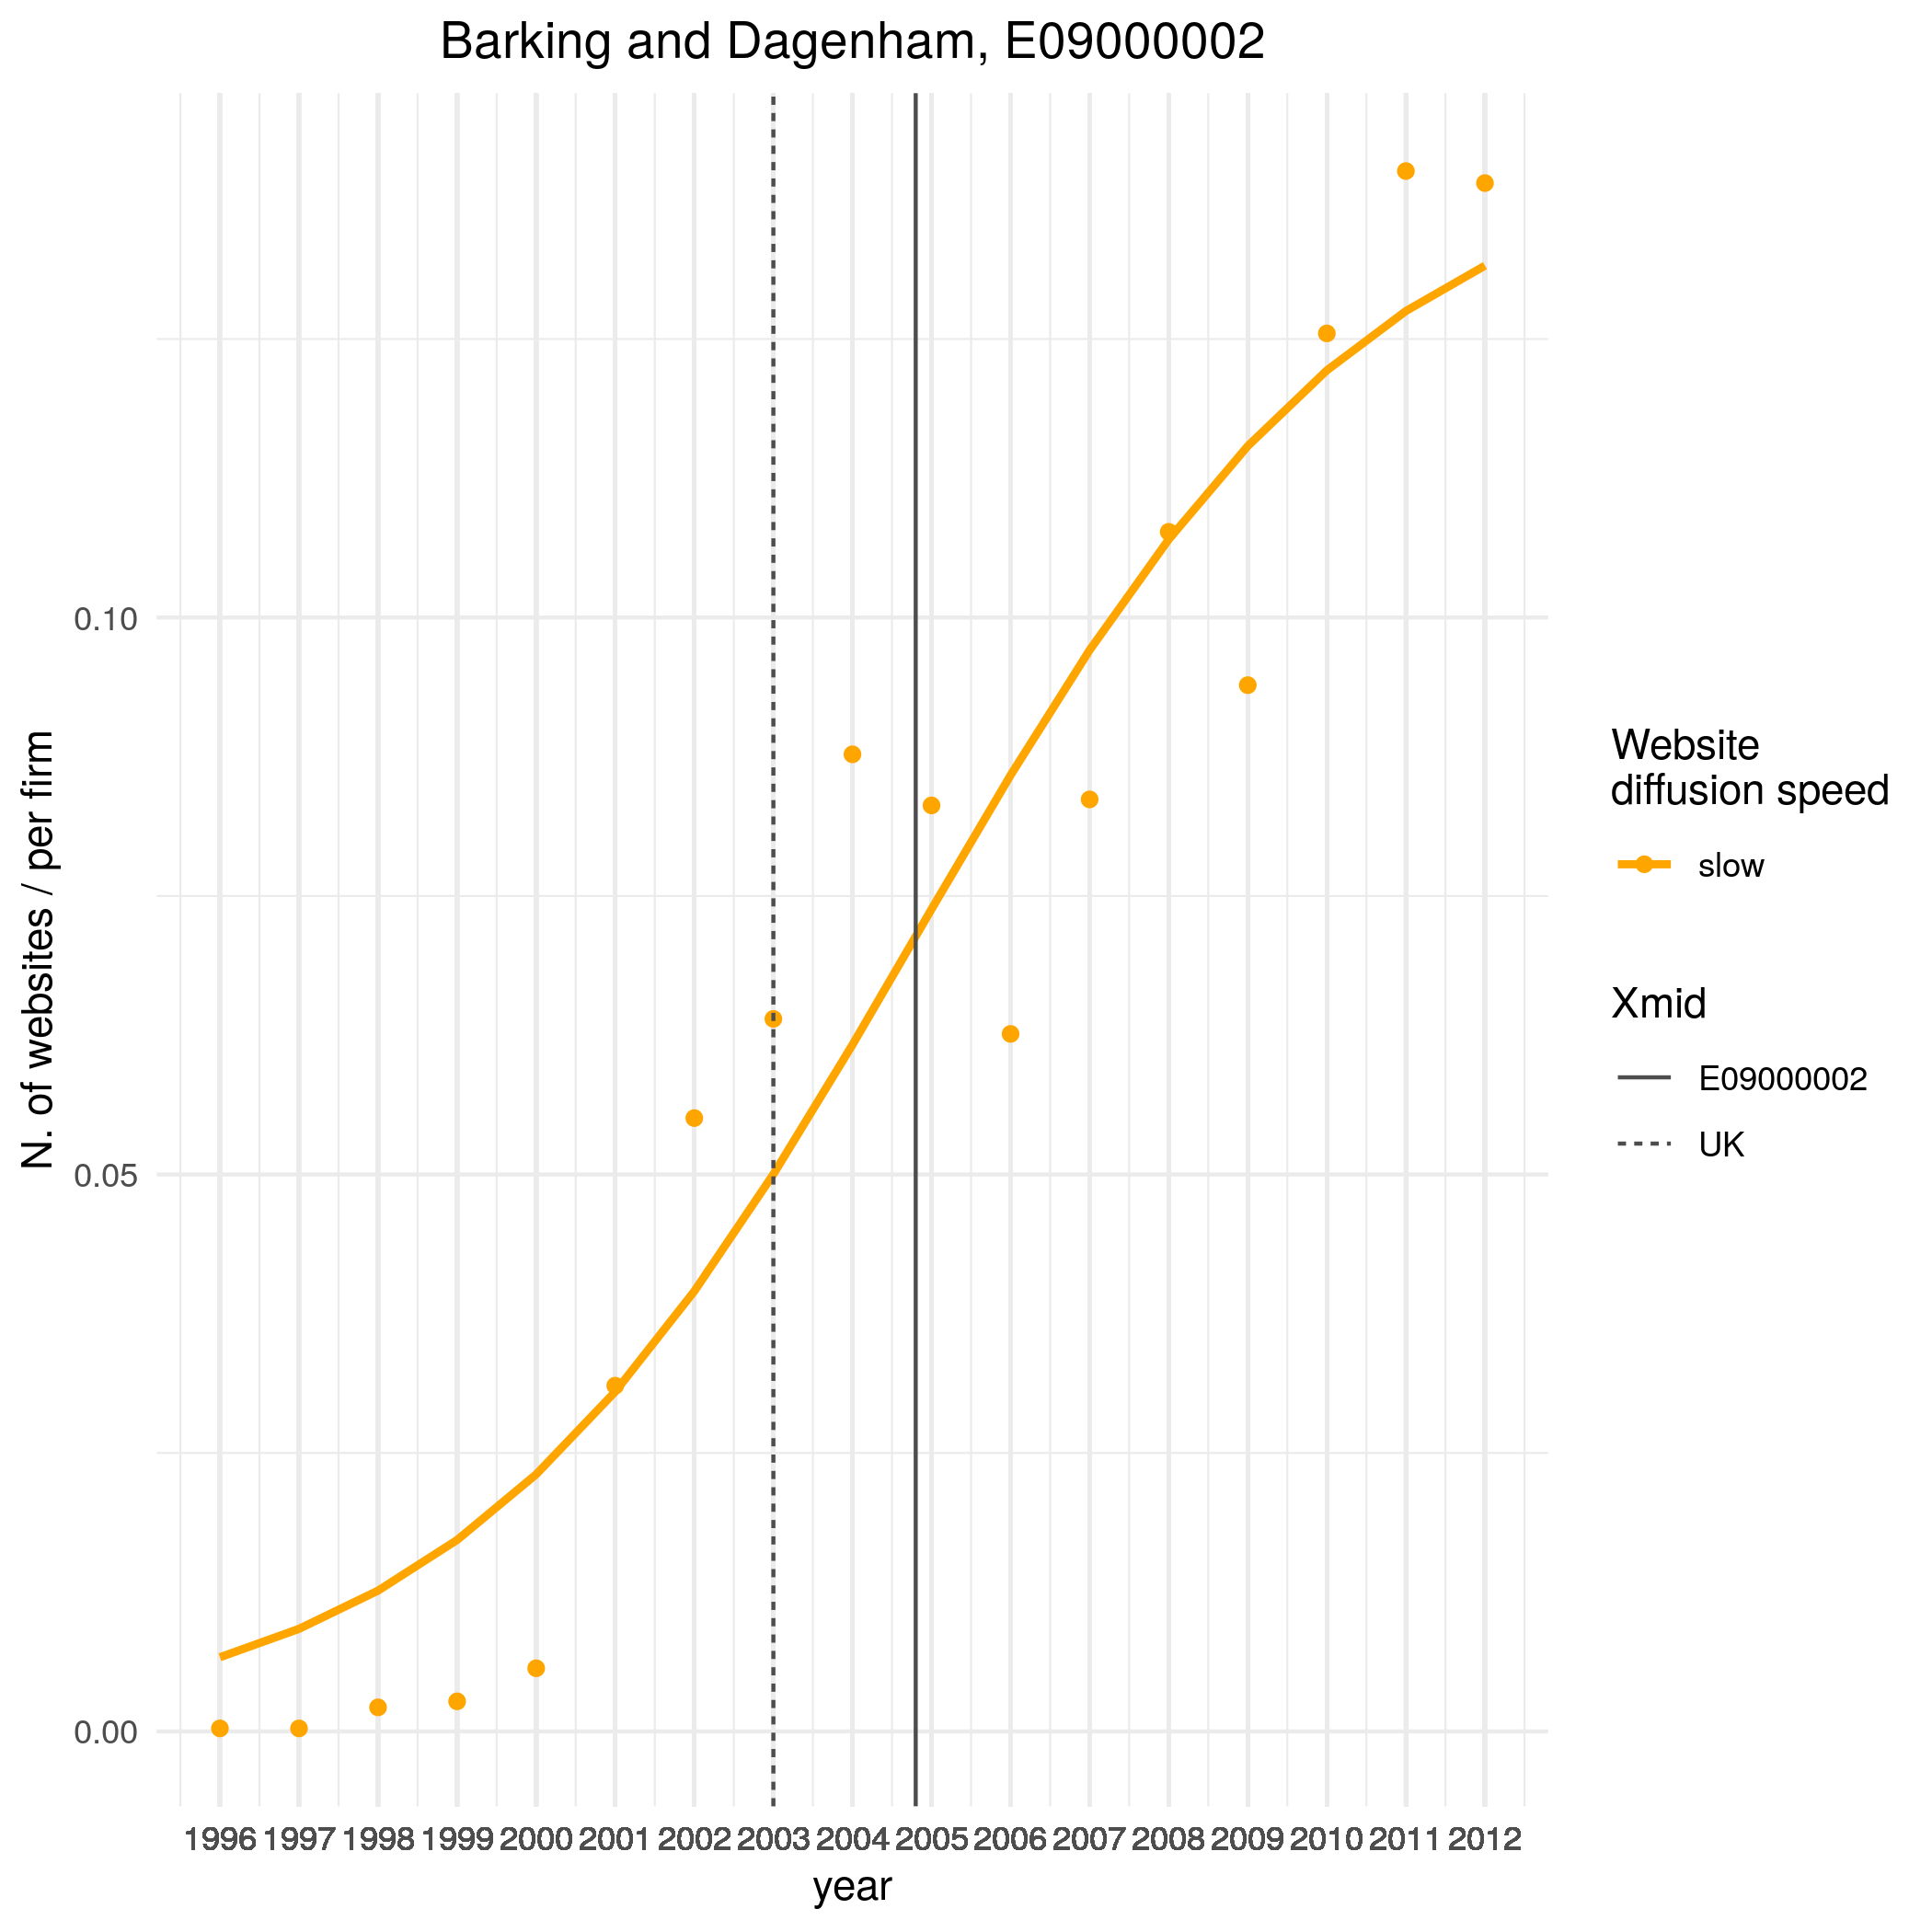 Barking and Dagenham, E09000002
N. of websites / per firm
0.10
0.05
0.00
1996 1997 1998 1999 2000 2001 2002 2003 2004 2005 2006 2007 2008 2009 2010 2011 2012
year
Website
diffusion speed
slow
Xmid
E09000002
UK